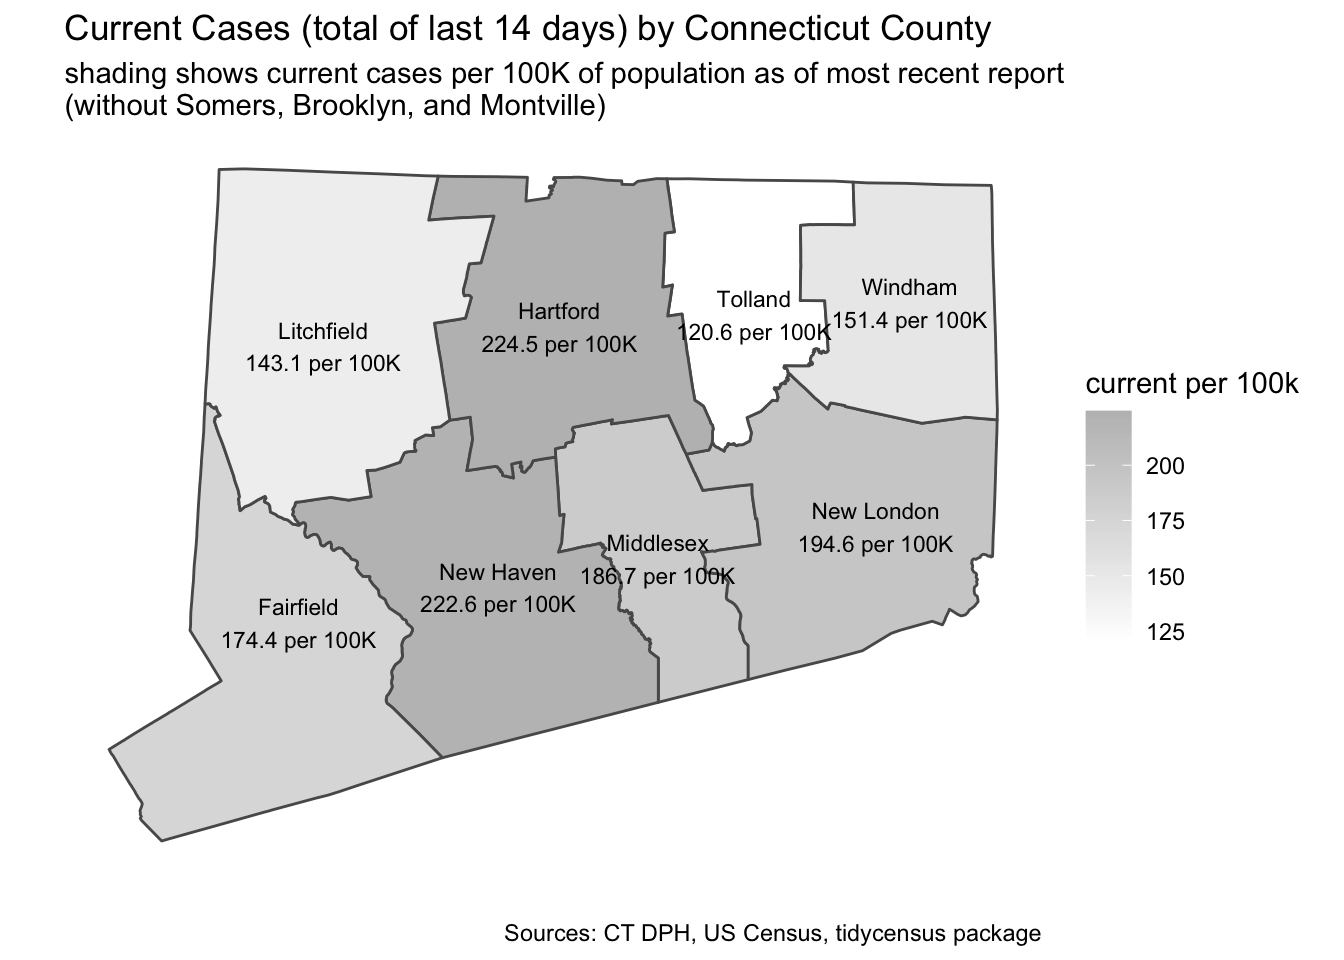 Current Cases (total of last 14 days) by Connecticut County
shading shows current cases per 100K of population as of most recent report
(without Somers, Brooklyn, and Montville)
Litchfield
143.1 per 100K
Hartford
224.5 per 100K
Tolland
120.6 per 100K
Windham
151.4 per 100K
Fairfield
174.4 per 100K
New Haven
222.6 per 100K
Middlesex
186.7 per 100K
New London
194.6 per 100K
current per 100k
200
175
150
125
Sources: CT DPH, US Census, tidycensus package